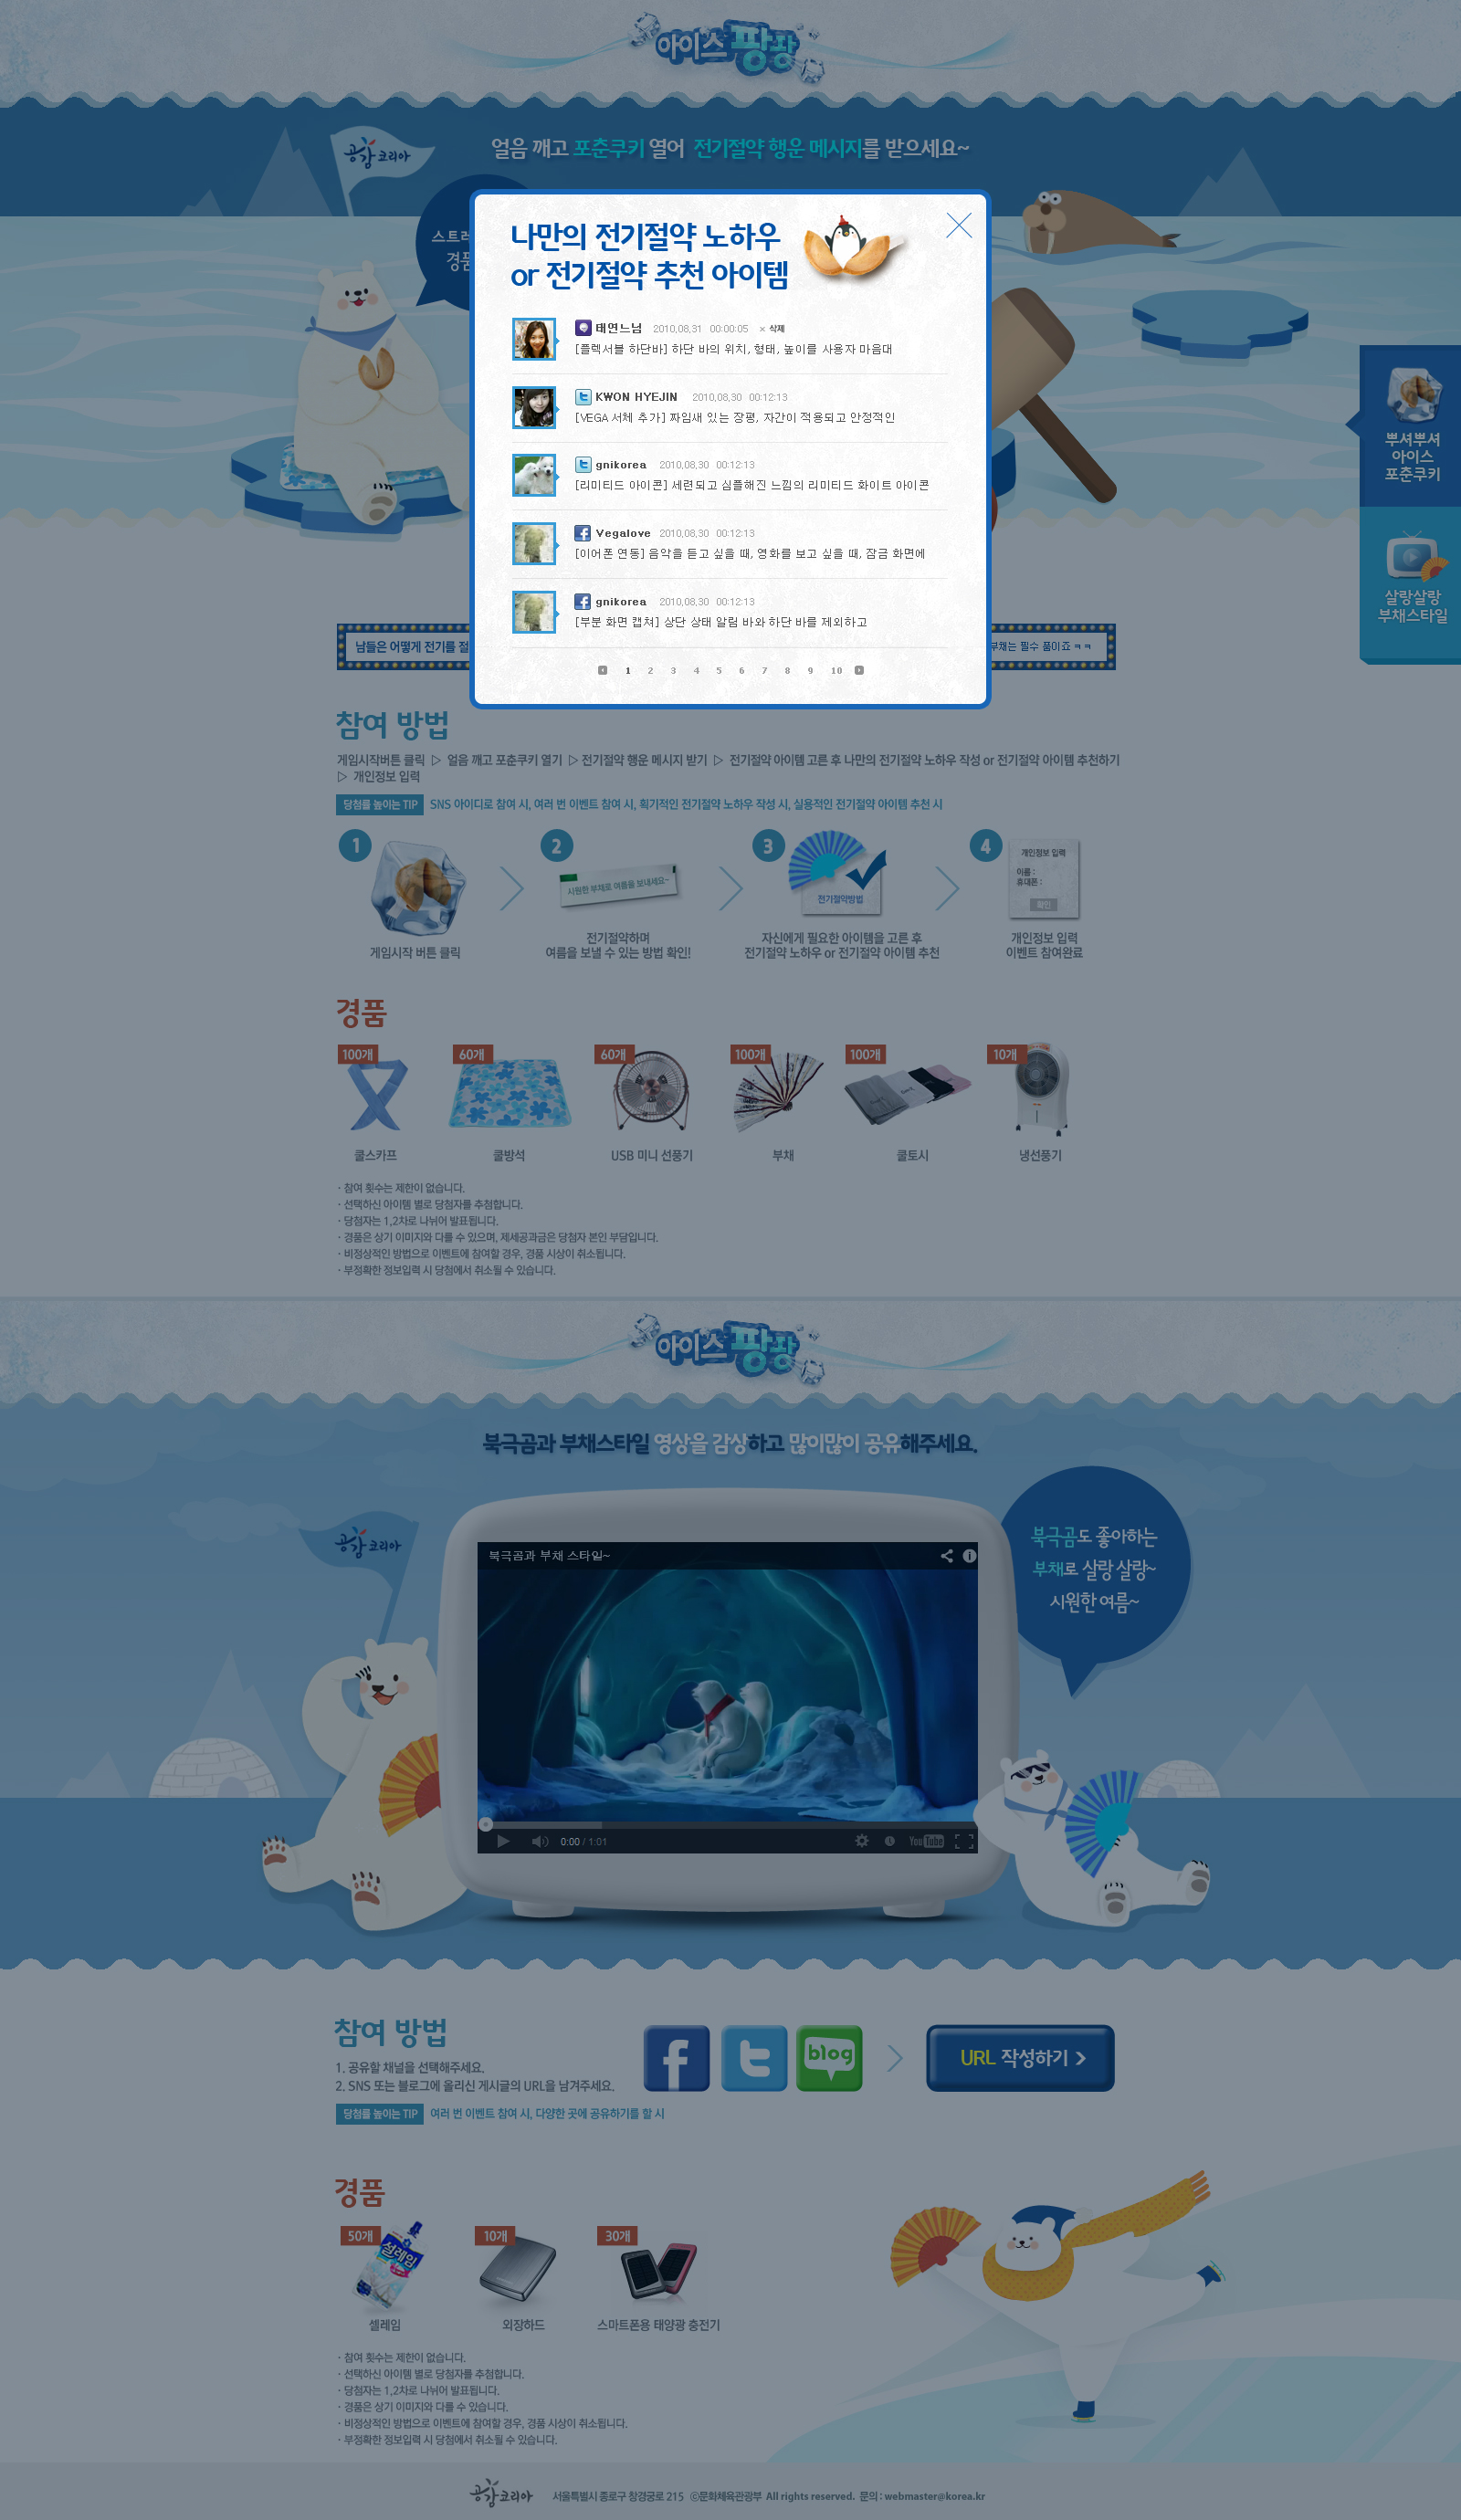 아이스 팡팡
공감코리아
얼음 깨고 포춘쿠키 열어 전기절약 행운 메시지를 받으세요~
스트레
경품
나만의 전기절약 노하우
or 전기절약 추천 아이템
태연느님 2010.08.31 00:00:05 × 삭제
[플렉서블 하단바] 하단 바의 위치, 형태, 높이를 사용자 마음대
KWON HYEJIN 2010.08.30 00:12:13
[VEGA 서체 추가] 짜임새 있는 장평, 자간이 적용되고 안정적인
gnikorea 2010.08.30 00:12:13
[리미티드 아이콘] 세련되고 심플해진 느낌의 리미티드 화이트 아이콘
Vegalove 2010.08.30 00:12:13
[이어폰 연동] 음악을 듣고 싶을 때, 영화를 보고 싶을 때, 잠금 화면에
gnikorea 2010.08.30 00:12:13
[부분 화면 캡쳐] 상단 상태 알림 바와 하단 바를 제외하고
1 2 3 4 5 6 7 8 9 10
뿌셔뿌셔
아이스
포춘쿠키
살랑살랑
부채스타일
남들은 어떻게 전기를 절
부채는 필수 품이죠 ㅋㅋ
참여 방법
게임시작버튼 클릭 ▷ 얼음 깨고 포춘쿠키 열기 ▷ 전기절약 행운 메시지 받기 ▷ 전기절약 아이템 고른 후 나만의 전기절약 노하우 작성 or 전기절약 아이템 추천하기
▷ 개인정보 입력
당첨률 높이는 TIP SNS 아이디로 참여 시, 여러 번 이벤트 참여 시, 획기적인 전기절약 노하우 작성 시, 실용적인 전기절약 아이템 추천 시
1
2
3
4
시원한 부채로 여름을 보내세요~
전기절약방법
개인정보 입력
이름 :
휴대폰 :
확인
게임시작 버튼 클릭
전기절약하며
여름을 보낼 수 있는 방법 확인!
자신에게 필요한 아이템을 고른 후
전기절약 노하우 or 전기절약 아이템 추천
개인정보 입력
이벤트 참여완료
경품
100개 60개 60개 100개 100개 10개
쿨스카프 쿨방석 USB 미니 선풍기 부채 쿨토시 냉선풍기
· 참여 횟수는 제한이 없습니다.
· 선택하신 아이템 별로 당첨자를 추첨합니다.
· 당첨자는 1,2차로 나뉘어 발표됩니다.
· 경품은 상기 이미지와 다를 수 있으며, 제세공과금은 당첨자 본인 부담입니다.
· 비정상적인 방법으로 이벤트에 참여할 경우, 경품 시상이 취소됩니다.
· 부정확한 정보입력 시 당첨에서 취소될 수 있습니다.
아이스 팡팡
북극곰과 부채스타일 영상을 감상하고 많이많이 공유해주세요.
공감코리아
북극곰도 좋아하는
부채로 살랑 살랑~
시원한 여름~
북극곰과 부채 스타일~
0:00 / 1:01
YouTube
참여 방법
1. 공유할 채널을 선택해주세요.
2. SNS 또는 블로그에 올리신 게시글의 URL을 남겨주세요.
blog
URL 작성하기
당첨률 높이는 TIP 여러 번 이벤트 참여 시, 다양한 곳에 공유하기를 할 시
경품
50개 10개 30개
설레임
셀레임 외장하드 스마트폰용 태양광 충전기
· 참여 횟수는 제한이 없습니다.
· 선택하신 아이템 별로 당첨자를 추첨합니다.
· 당첨자는 1,2차로 나뉘어 발표됩니다.
· 경품은 상기 이미지와 다를 수 있습니다.
· 비정상적인 방법으로 이벤트에 참여할 경우, 경품 시상이 취소됩니다.
· 부정확한 정보입력 시 당첨에서 취소될 수 있습니다.
공감코리아 서울특별시 종로구 창경궁로 215 ⓒ문화체육관광부 All rights reserved. 문의 : webmaster@korea.kr